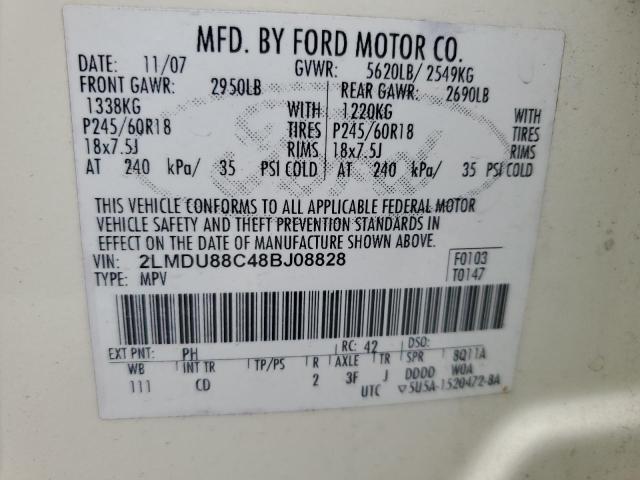 MFD. BY FORD MOTOR CO.
DATE: 11/07 GVWR: 5620LB/ 2549KG
FRONT GAWR: 2950LB REAR GAWR: 2690LB
1338KG WITH 1220KG WITH
P245/60R18 TIRES P245/60R18 TIRES
18x7.5J RIMS 18x7.5J RIMS
AT 240 kPa/ 35 PSI COLD AT 240 kPa/ 35 PSI COLD
THIS VEHICLE CONFORMS TO ALL APPLICABLE FEDERAL MOTOR
VEHICLE SAFETY AND THEFT PREVENTION STANDARDS IN
EFFECT ON THE DATE OF MANUFACTURE SHOWN ABOVE.
VIN: 2LMDU88C48BJ08828 F0103
TYPE: MPV T0147
EXT PNT: PH RC: 42 DSO:
WB INT TR TP/PS R AXLE TR SPR 8Q11A
111 CD 2 3F J DDDD W0A
UTC ▽5U5A-1520472-BA